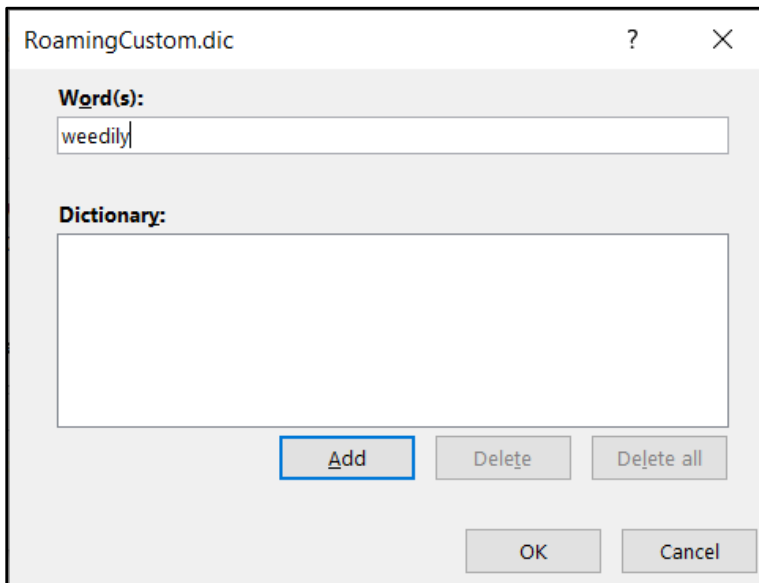 RoamingCustom.dic ?
Word(s):
weedily
Dictionary:
Add Delete Delete all
OK Cancel